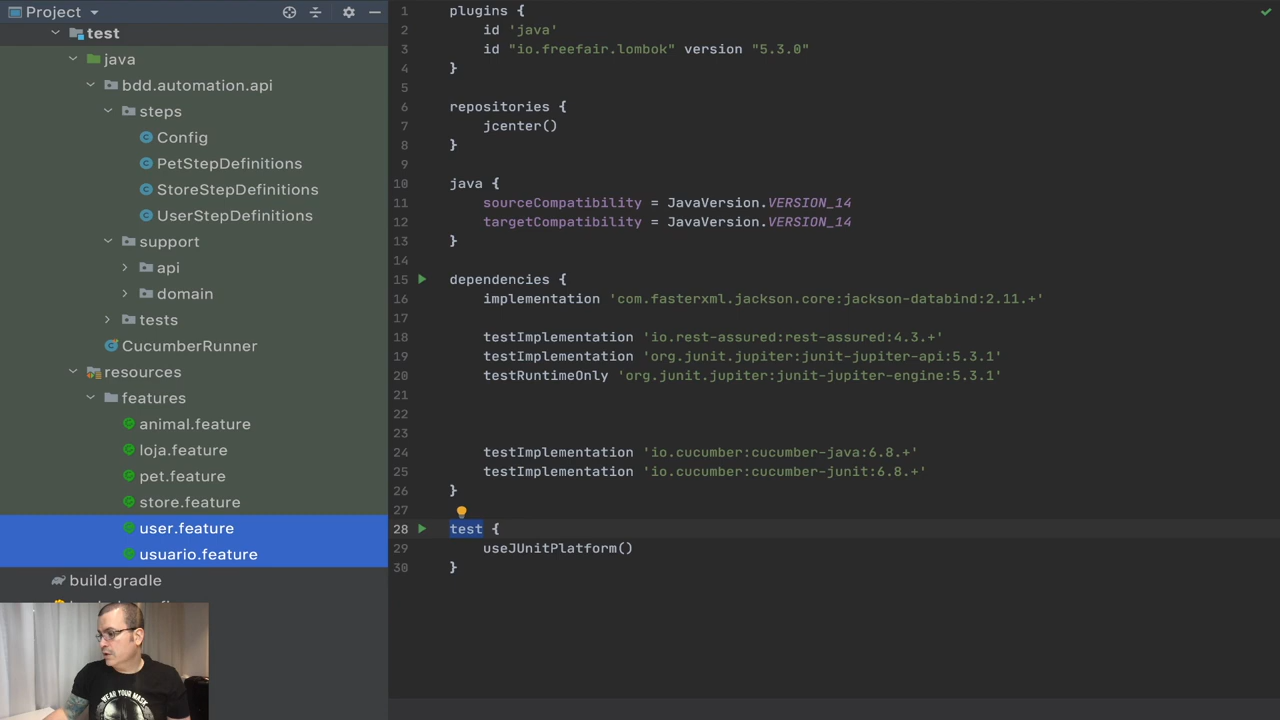 Project
test
java
bdd.automation.api
steps
Config
PetStepDefinitions
StoreStepDefinitions
UserStepDefinitions
support
api
domain
tests
CucumberRunner
resources
features
animal.feature
loja.feature
pet.feature
store.feature
user.feature
usuario.feature
build.gradle
1 plugins {
2 id 'java'
3 id "io.freefair.lombok" version "5.3.0"
4 }
5
6 repositories {
7 jcenter()
8 }
9
10 java {
11 sourceCompatibility = JavaVersion.VERSION_14
12 targetCompatibility = JavaVersion.VERSION_14
13 }
14
15 dependencies {
16 implementation 'com.fasterxml.jackson.core:jackson-databind:2.11.+'
17
18 testImplementation 'io.rest-assured:rest-assured:4.3.+'
19 testImplementation 'org.junit.jupiter:junit-jupiter-api:5.3.1'
20 testRuntimeOnly 'org.junit.jupiter:junit-jupiter-engine:5.3.1'
21
22
23
24 testImplementation 'io.cucumber:cucumber-java:6.8.+'
25 testImplementation 'io.cucumber:cucumber-junit:6.8.+'
26 }
27
28 test {
29 useJUnitPlatform()
30 }
WEAR YOUR MASK